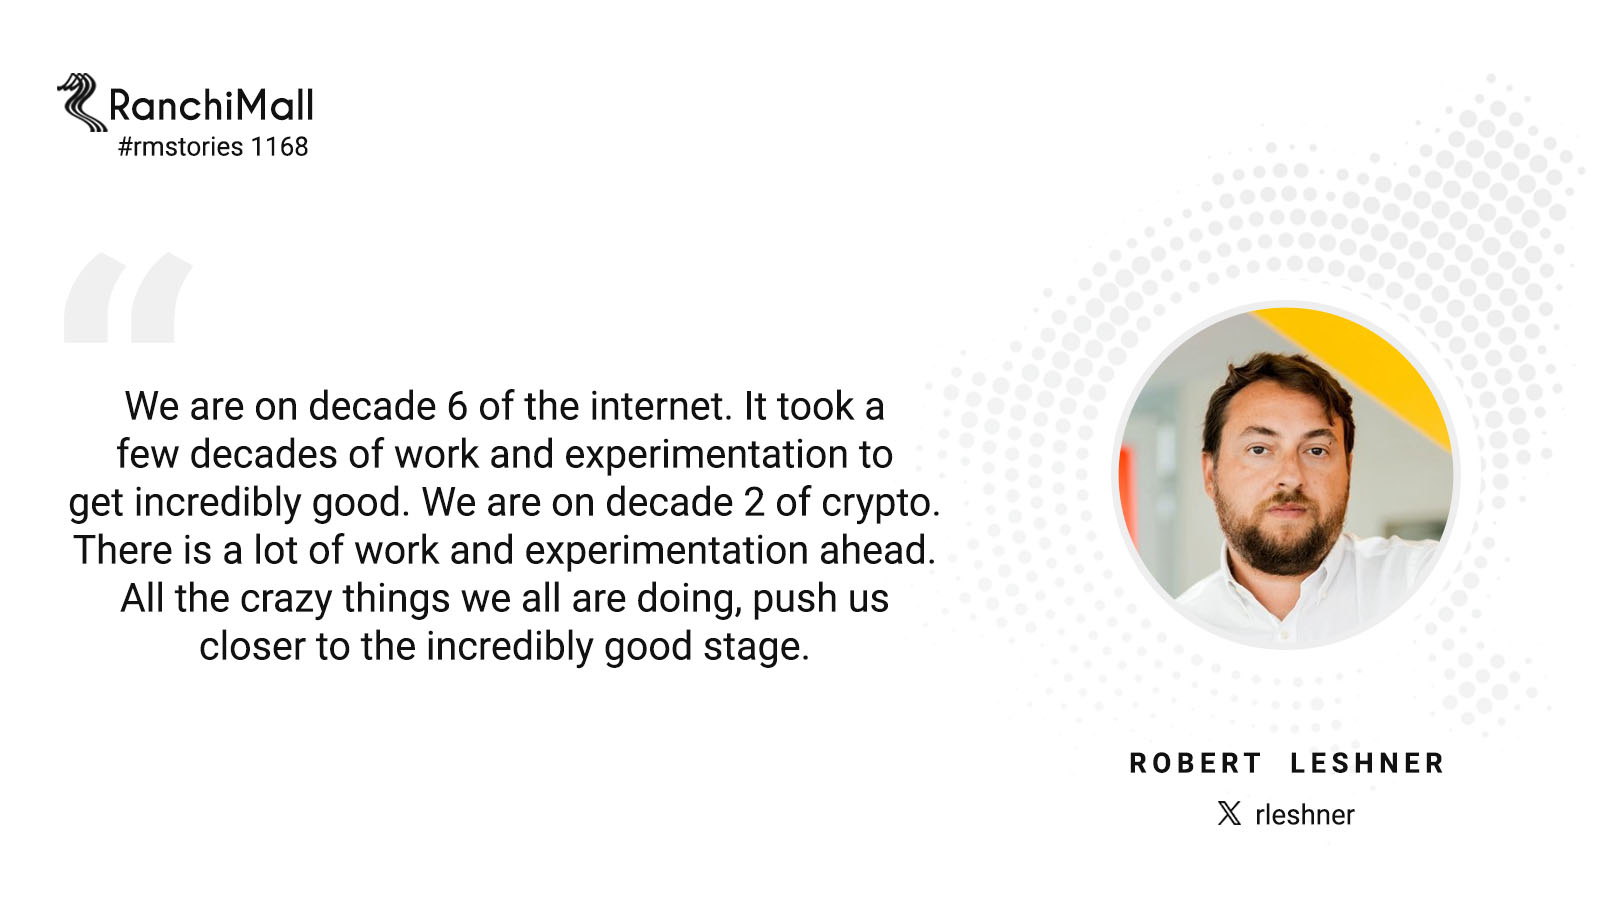 RanchiMall
#rmstories 1168
“
We are on decade 6 of the internet. It took a
few decades of work and experimentation to
get incredibly good. We are on decade 2 of crypto.
There is a lot of work and experimentation ahead.
All the crazy things we all are doing, push us
closer to the incredibly good stage.
ROBERT LESHNER
𝕏 rleshner